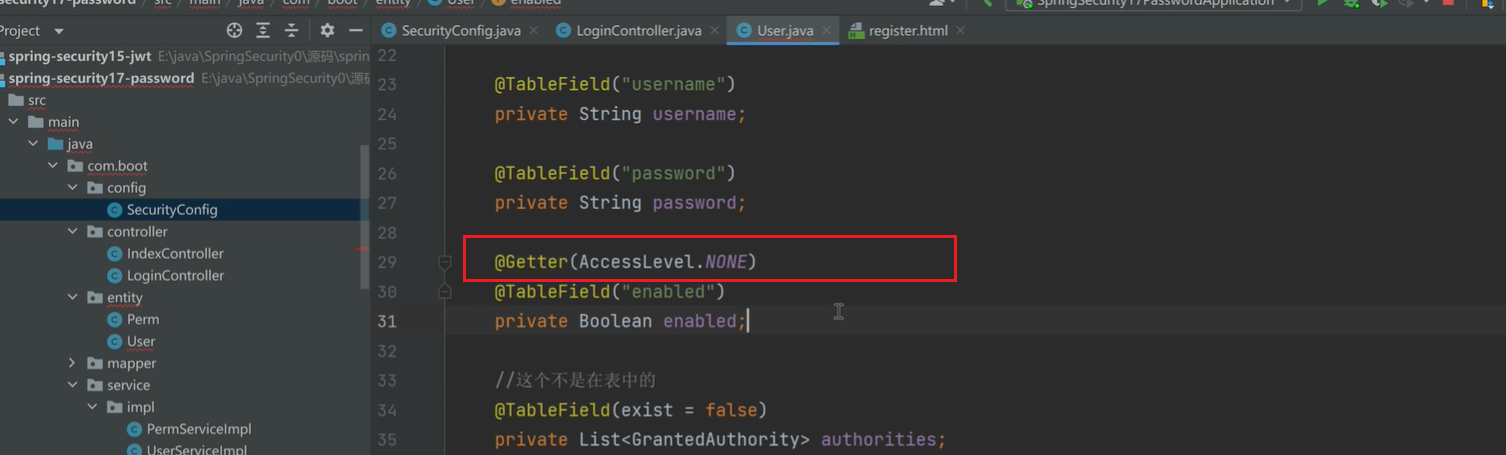 security17-password src main java com boot entity User enabled SpringSecurity17PasswordApplication
Project SecurityConfig.java LoginController.java User.java register.html
spring-security15-jwt E:\java\SpringSecurity0\源码\sprin
spring-security17-password E:\java\SpringSecurity0\源码
src
main
java
com.boot
config
SecurityConfig
controller
IndexController
LoginController
entity
Perm
User
mapper
service
impl
PermServiceImpl
UserServiceImpl
22
23 @TableField("username")
24 private String username;
25
26 @TableField("password")
27 private String password;
28
29 @Getter(AccessLevel.NONE)
30 @TableField("enabled")
31 private Boolean enabled;
32
33 //这个不是在表中的
34 @TableField(exist = false)
35 private List<GrantedAuthority> authorities;